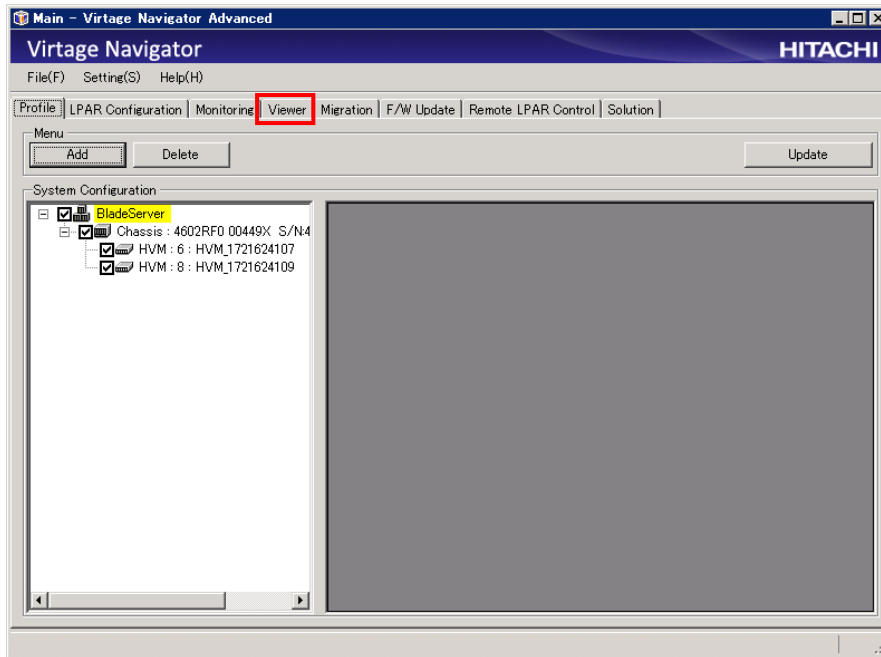 Main - Virtage Navigator Advanced
Virtage Navigator HITACHI
File(F) Setting(S) Help(H)
Profile LPAR Configuration Monitoring Viewer Migration F/W Update Remote LPAR Control Solution
Menu
Add Delete Update
System Configuration
BladeServer
Chassis : 4602RF0 00449X S/N:4
HVM : 6 : HVM_1721624107
HVM : 8 : HVM_1721624109